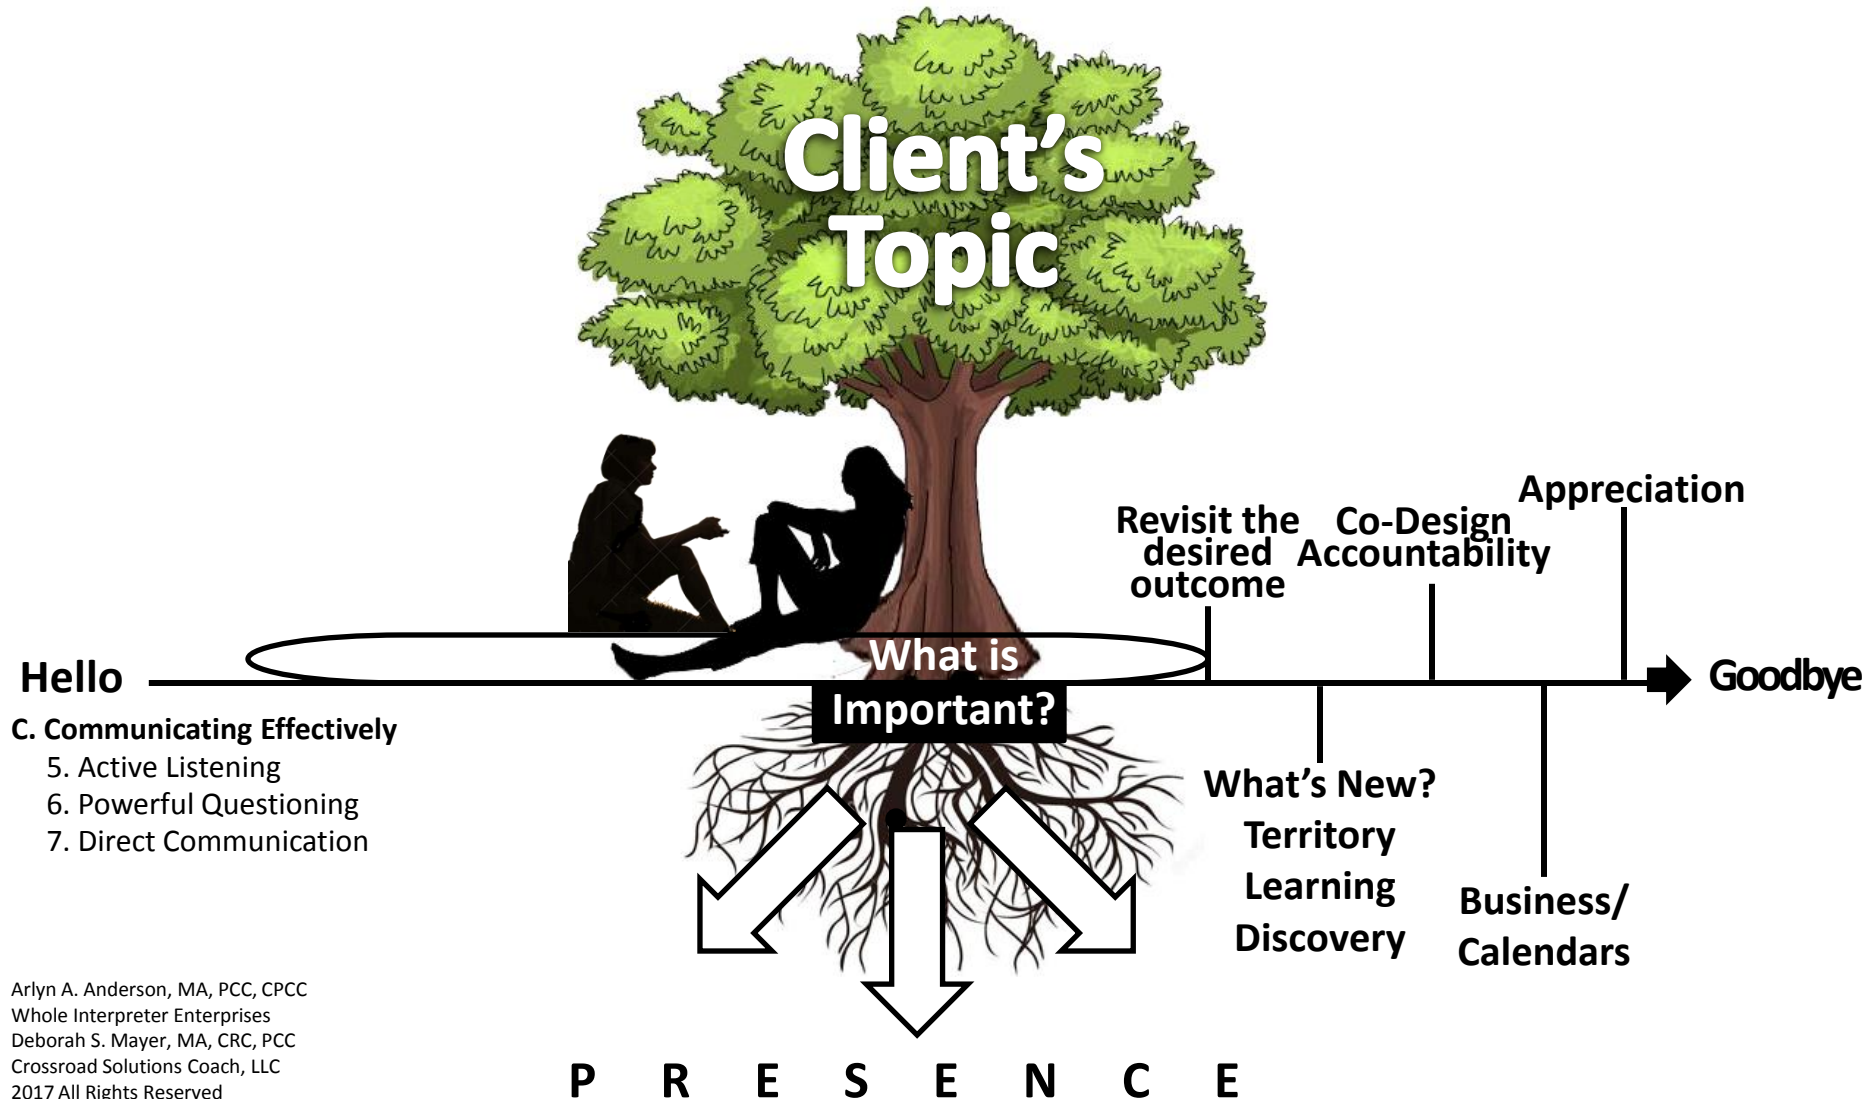 Client's
Topic
Appreciation
Revisit the
desired
outcome
Co-Design
Accountability
What is
Important?
Hello
Goodbye
C. Communicating Effectively
5. Active Listening
6. Powerful Questioning
7. Direct Communication
What's New?
Territory
Learning
Discovery
Business/
Calendars
Arlyn A. Anderson, MA, PCC, CPCC
Whole Interpreter Enterprises
Deborah S. Mayer, MA, CRC, PCC
Crossroad Solutions Coach, LLC
2017 All Rights Reserved
P R E S E N C E